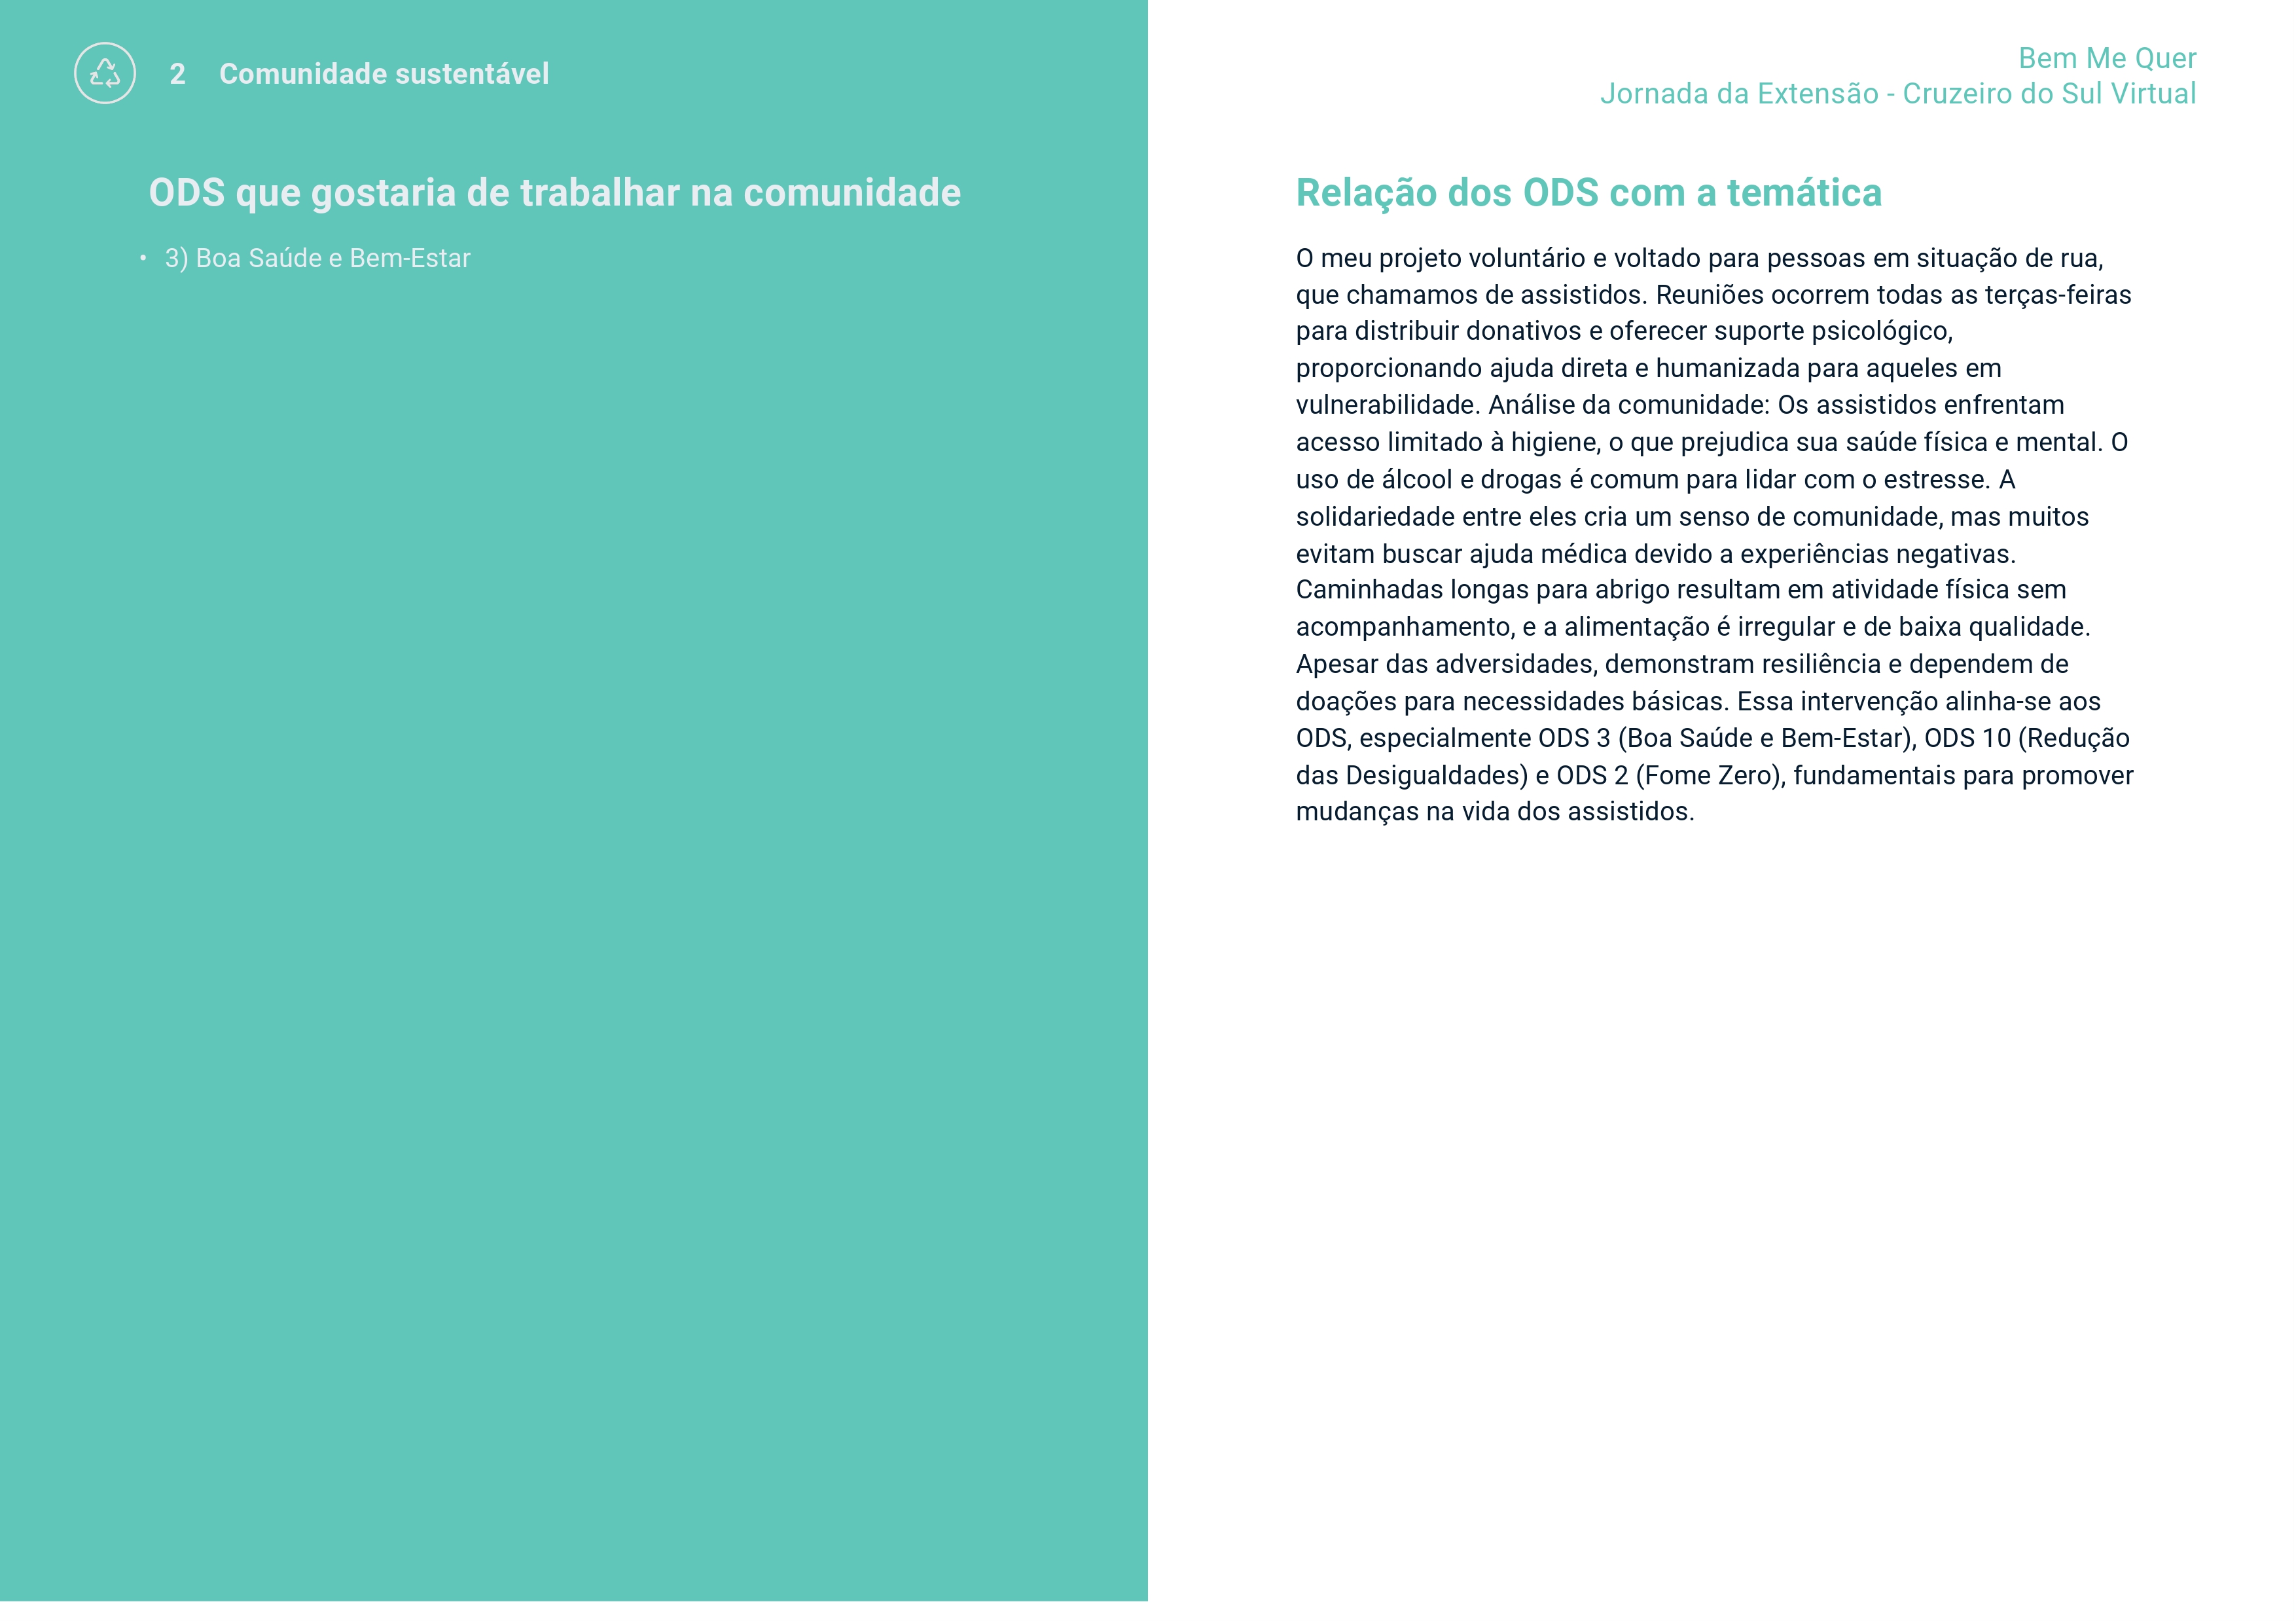 2 Comunidade sustentável
ODS que gostaria de trabalhar na comunidade
• 3) Boa Saúde e Bem-Estar
Bem Me Quer
Jornada da Extensão - Cruzeiro do Sul Virtual
Relação dos ODS com a temática
O meu projeto voluntário e voltado para pessoas em situação de rua,
que chamamos de assistidos. Reuniões ocorrem todas as terças-feiras
para distribuir donativos e oferecer suporte psicológico,
proporcionando ajuda direta e humanizada para aqueles em
vulnerabilidade. Análise da comunidade: Os assistidos enfrentam
acesso limitado à higiene, o que prejudica sua saúde física e mental. O
uso de álcool e drogas é comum para lidar com o estresse. A
solidariedade entre eles cria um senso de comunidade, mas muitos
evitam buscar ajuda médica devido a experiências negativas.
Caminhadas longas para abrigo resultam em atividade física sem
acompanhamento, e a alimentação é irregular e de baixa qualidade.
Apesar das adversidades, demonstram resiliência e dependem de
doações para necessidades básicas. Essa intervenção alinha-se aos
ODS, especialmente ODS 3 (Boa Saúde e Bem-Estar), ODS 10 (Redução
das Desigualdades) e ODS 2 (Fome Zero), fundamentais para promover
mudanças na vida dos assistidos.